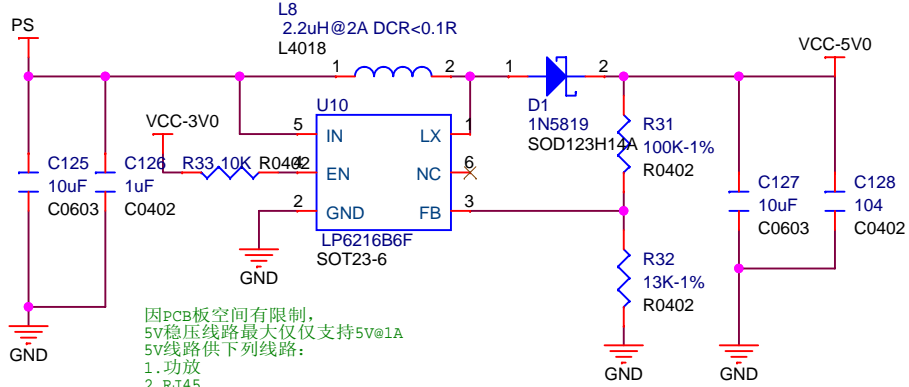 L8
2.2uH@2A DCR<0.1R
L4018
PS
VCC-5V0
1
2
1
2
D1
1N5819
SOD123H14A
U10
VCC-3V0
5
IN
LX
1
R33
10K
R0402
4
EN
NC
6
2
GND
FB
3
LP6216B6F
SOT23-6
C125
10uF
C0603
C126
1uF
C0402
R31
100K-1%
R0402
R32
13K-1%
R0402
C127
10uF
C0603
C128
104
C0402
GND
GND
GND
GND
因PCB板空间有限制，
5V稳压线路最大仅仅支持5V@1A
5V线路供下列线路：
1.功放
2.RJ45